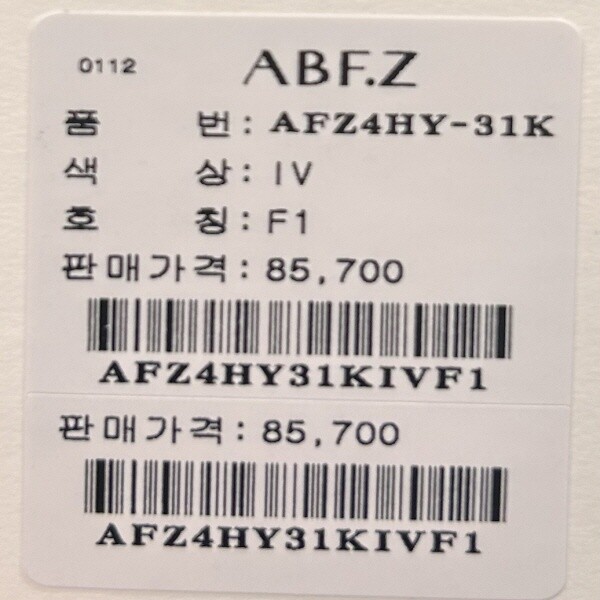 0112 ABF.Z
품 번 : AFZ4HY-31K
색 상 : IV
호 칭 : F1
판매가격 : 85,700
AFZ4HY31KIVF1
판매가격 : 85,700
AFZ4HY31KIVF1